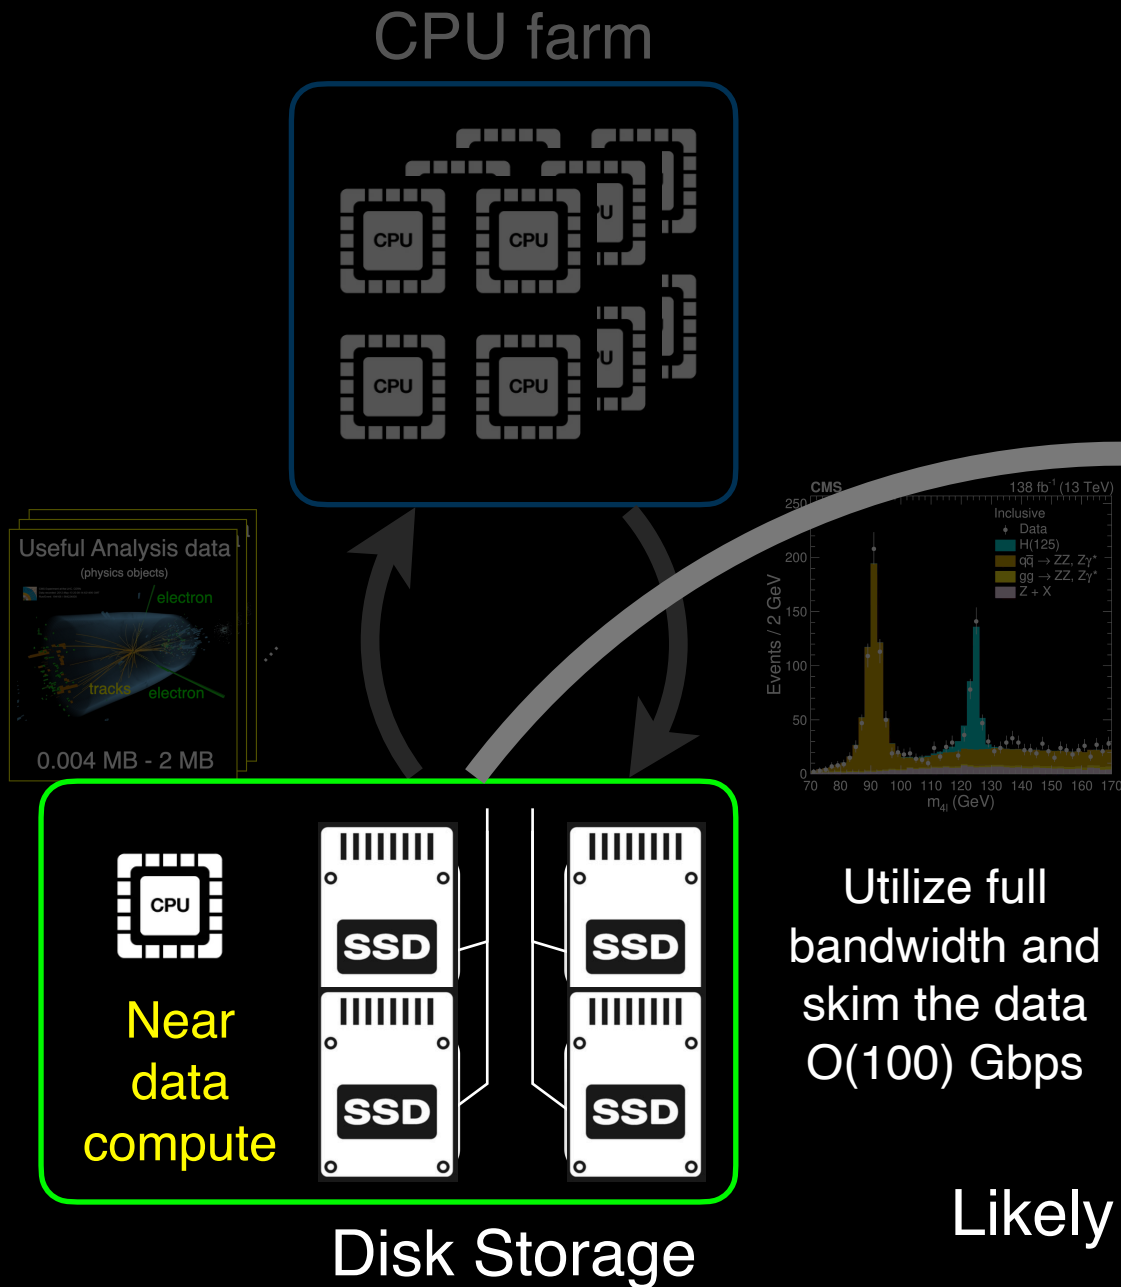 CPU farm
CPU
CPU
CPU
CPU
CMS
138 fb⁻¹ (13 TeV)
Useful Analysis data
(physics objects)
electron
tracks
electron
0.004 MB - 2 MB
Inclusive
Data
H(125)
qq̄ → ZZ, Zγ*
gg → ZZ, Zγ*
Z + X
Events / 2 GeV
250
200
150
100
50
0
70 80 90 100 110 120 130 140 150 160 170
m4l (GeV)
CPU
Near
data
compute
SSD
SSD
SSD
SSD
Utilize full
bandwidth and
skim the data
O(100) Gbps
Likely
Disk Storage